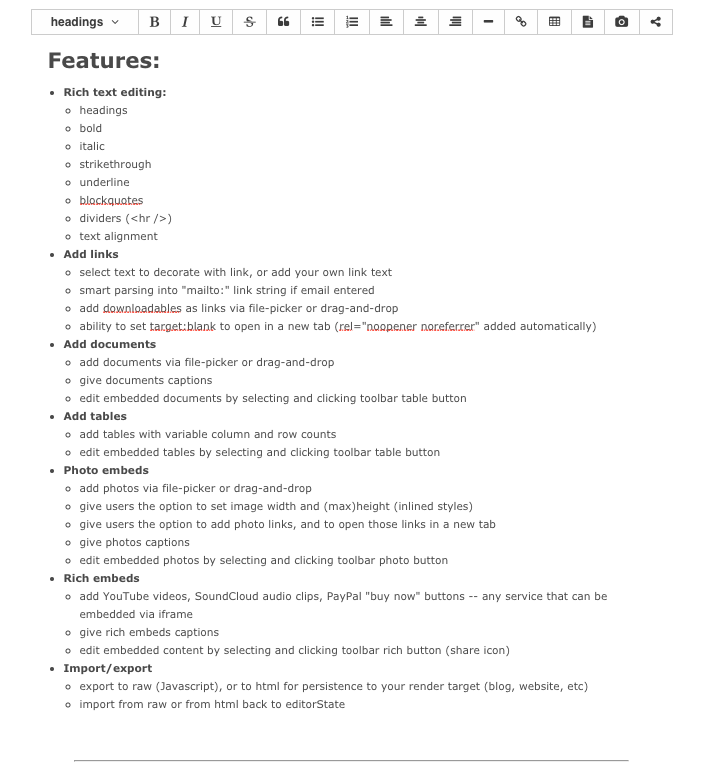 headings B I U S
Features:
Rich text editing:
headings
bold
italic
strikethrough
underline
blockquotes
dividers (<hr />)
text alignment
Add links
select text to decorate with link, or add your own link text
smart parsing into "mailto:" link string if email entered
add downloadables as links via file-picker or drag-and-drop
ability to set target:blank to open in a new tab (rel="noopener noreferrer" added automatically)
Add documents
add documents via file-picker or drag-and-drop
give documents captions
edit embedded documents by selecting and clicking toolbar table button
Add tables
add tables with variable column and row counts
edit embedded tables by selecting and clicking toolbar table button
Photo embeds
add photos via file-picker or drag-and-drop
give users the option to set image width and (max)height (inlined styles)
give users the option to add photo links, and to open those links in a new tab
give photos captions
edit embedded photos by selecting and clicking toolbar photo button
Rich embeds
add YouTube videos, SoundCloud audio clips, PayPal "buy now" buttons -- any service that can be
embedded via iframe
give rich embeds captions
edit embedded content by selecting and clicking toolbar rich button (share icon)
Import/export
export to raw (Javascript), or to html for persistence to your render target (blog, website, etc)
import from raw or from html back to editorState